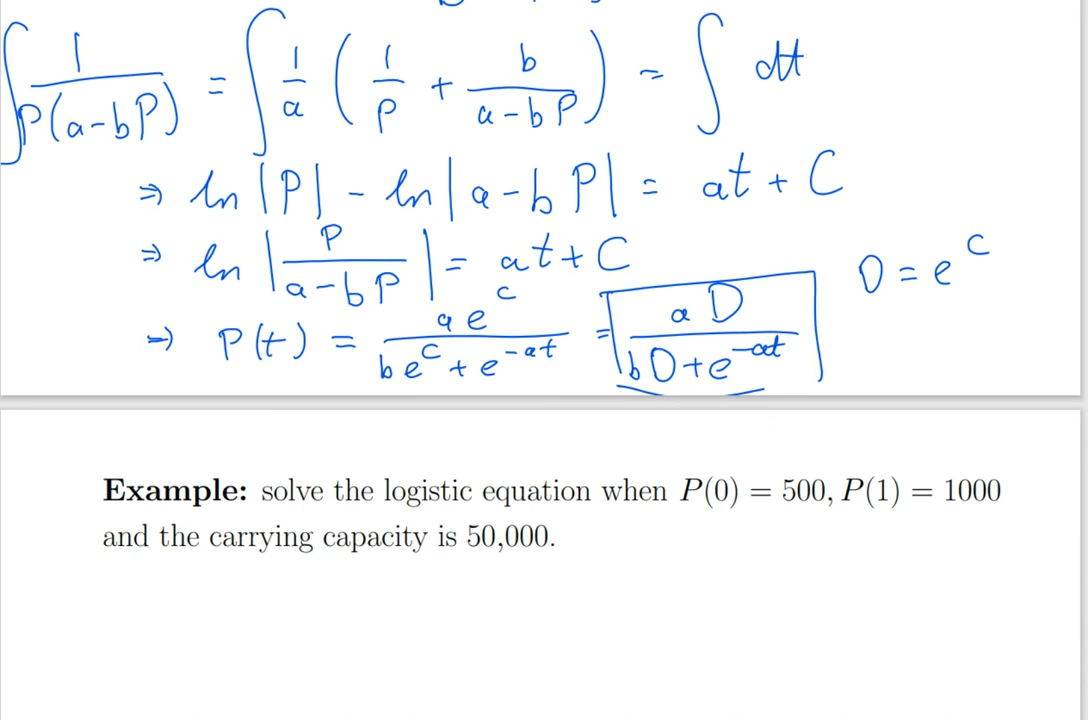 ∫ 1/(P(a-bP)) = ∫ 1/a (1/P + b/(a-bP)) = ∫ dt
⇒ ln|P| - ln|a-bP| = at + C
⇒ ln|P/(a-bP)| = at + C
D = e^C
⇒ P(t) = ae^C/(be^C + e^-at) = aD/(bD + e^-at)
Example: solve the logistic equation when P(0) = 500, P(1) = 1000
and the carrying capacity is 50,000.